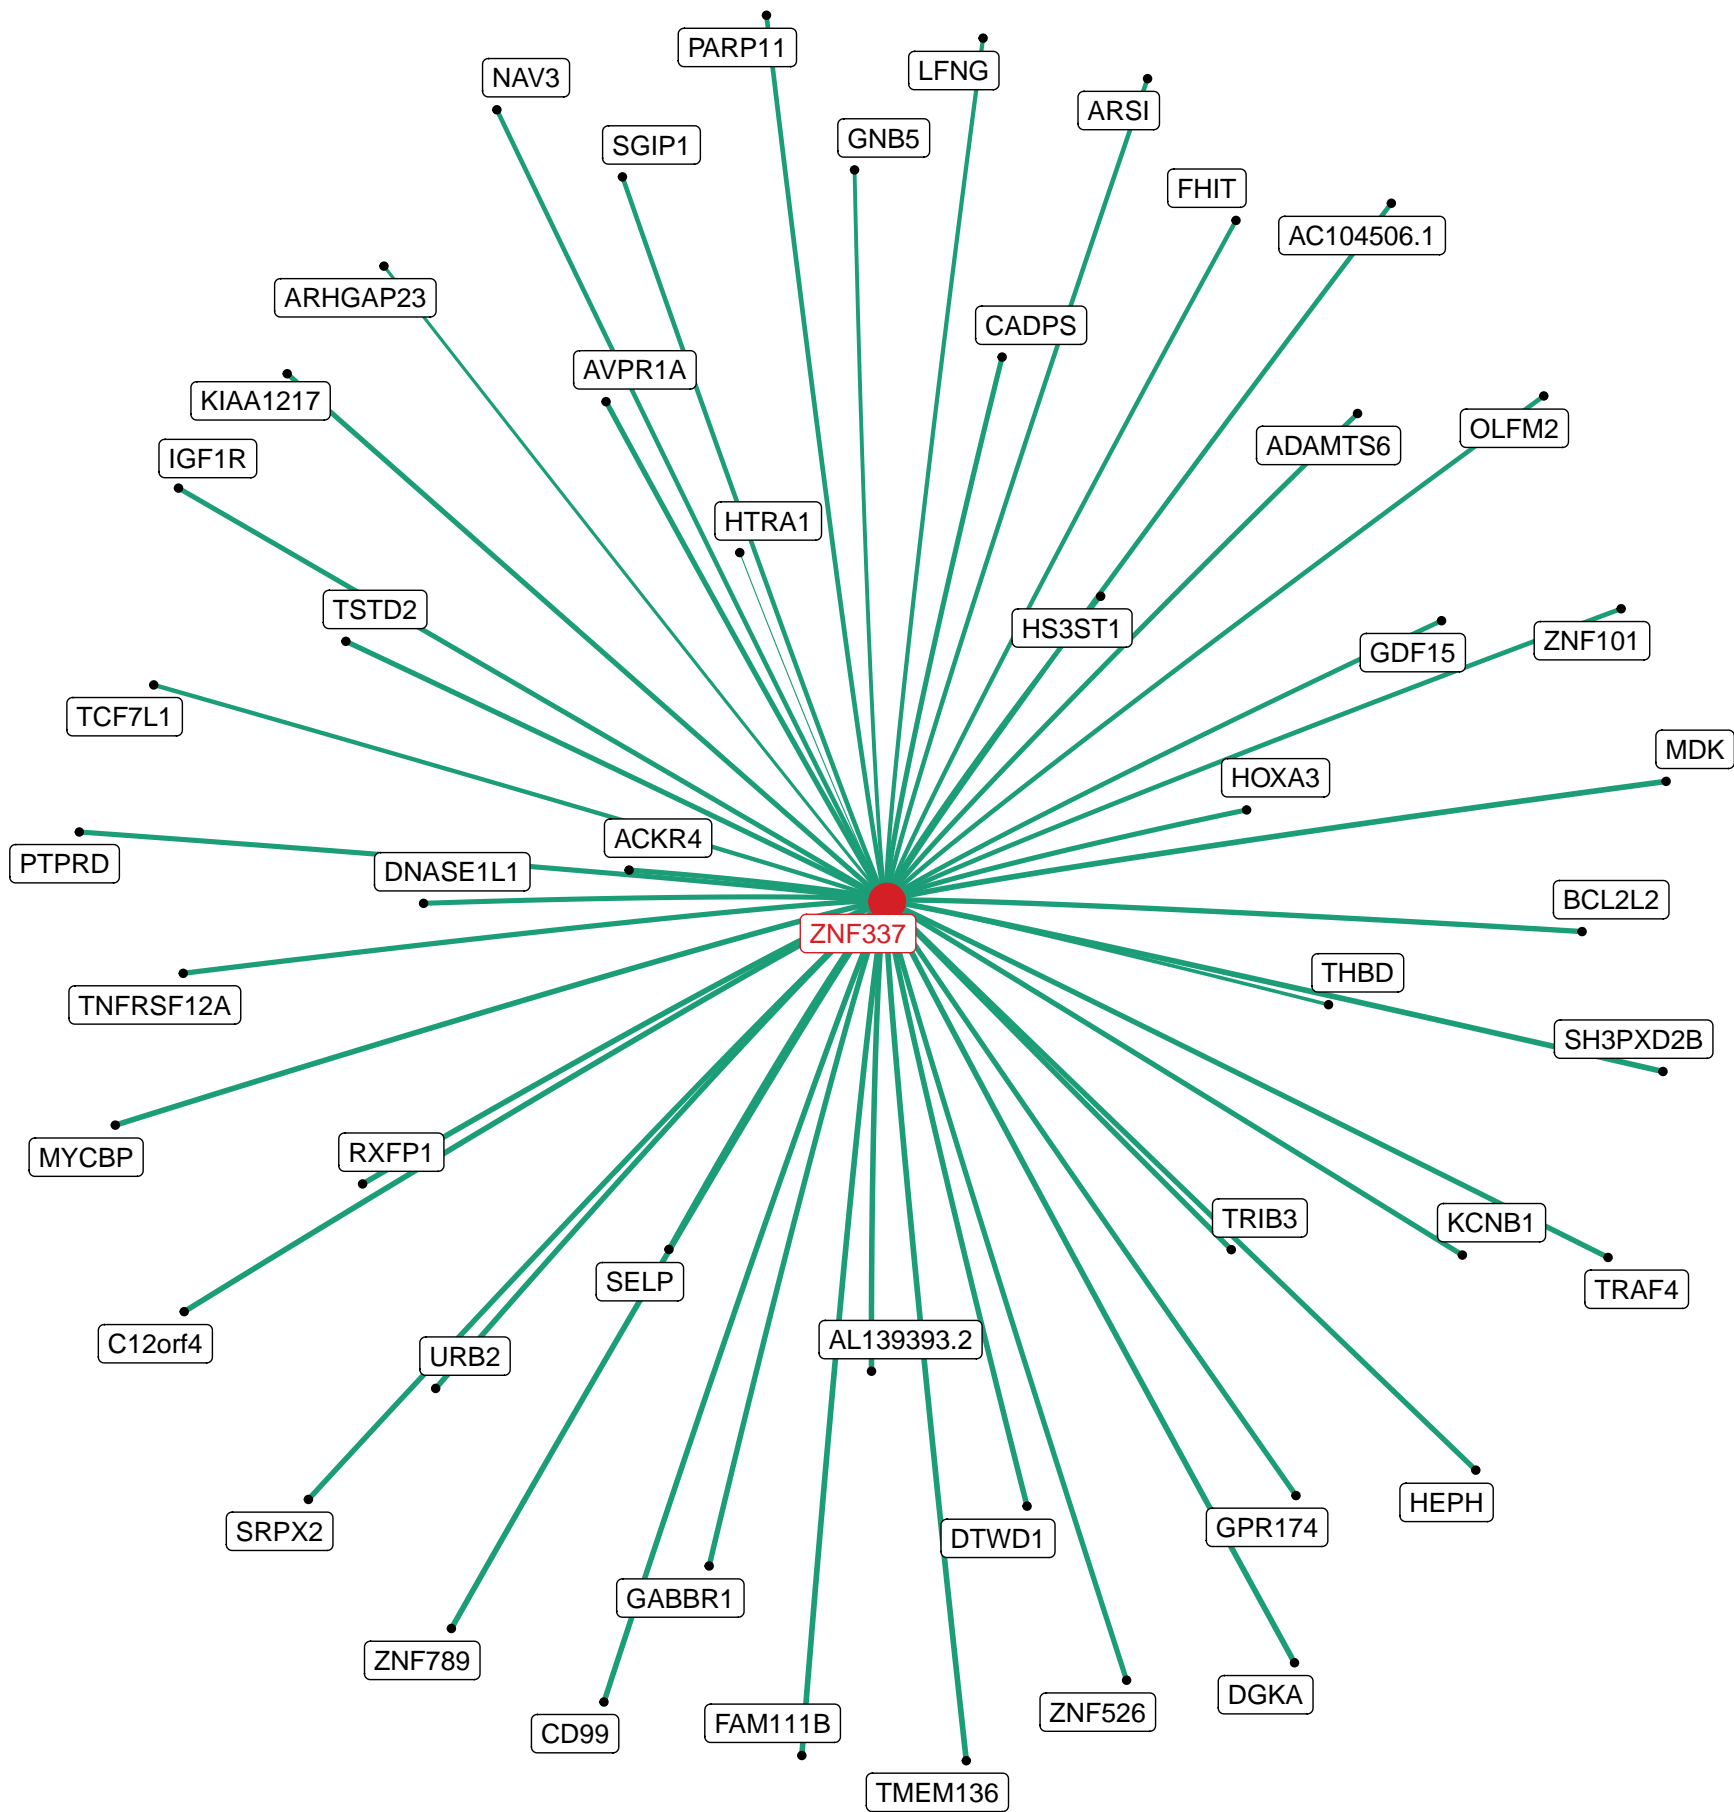 PARP11
LFNG
NAV3
ARSI
GNB5
SGIP1
FHIT
AC104506.1
ARHGAP23
CADPS
AVPR1A
KIAA1217
OLFM2
ADAMTS6
IGF1R
HTRA1
TSTD2
HS3ST1
ZNF101
GDF15
TCF7L1
MDK
HOXA3
ACKR4
PTPRD
DNASE1L1
BCL2L2
ZNF337
THBD
TNFRSF12A
SH3PXD2B
RXFP1
MYCBP
TRIB3
KCNB1
SELP
TRAF4
AL139393.2
C12orf4
URB2
HEPH
GPR174
SRPX2
DTWD1
GABBR1
ZNF789
DGKA
ZNF526
FAM111B
CD99
TMEM136